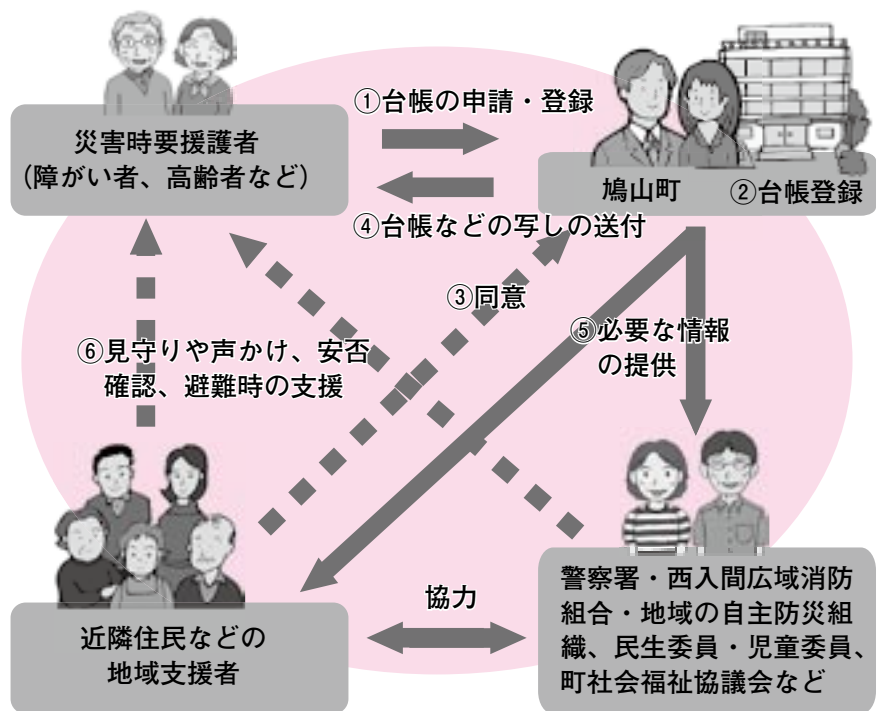 ①台帳の申請・登録
災害時要援護者
(障がい者、高齢者など)
鳩山町
②台帳登録
④台帳などの写しの送付
③同意
⑤必要な情報
の提供
⑥見守りや声かけ、安否
確認、避難時の支援
協力
近隣住民などの
地域支援者
警察署・西入間広域消防
組合・地域の自主防災組
織、民生委員・児童委員、
町社会福祉協議会など